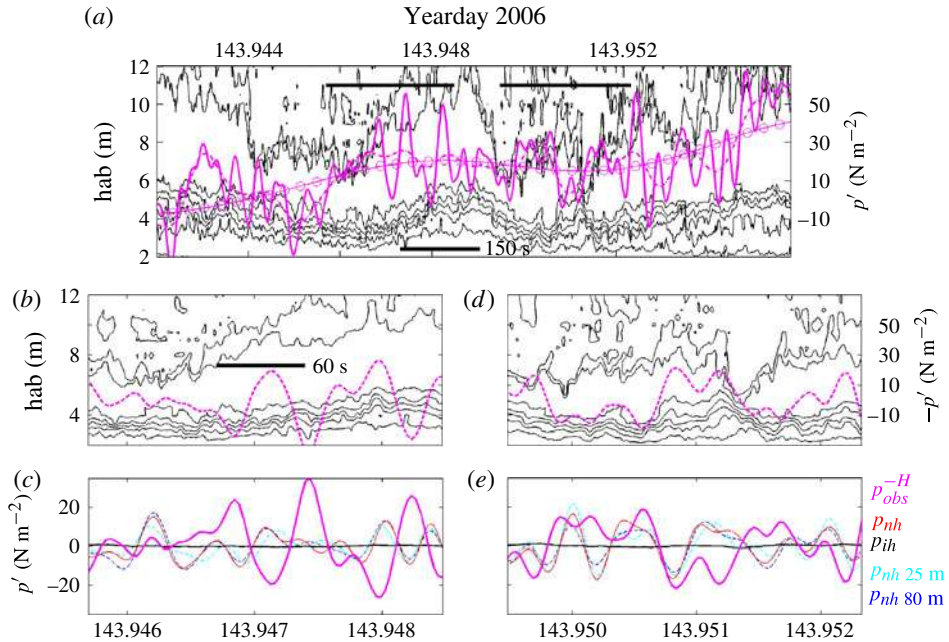 Yearday 2006
(a)
143.944 143.948 143.952
12
10
8
6
4
2
hab (m)
50
30
10
–10
p′ (N m⁻²)
150 s
(b)
12
8
4
hab (m)
60 s
(d)
50
30
10
–10
–p′ (N m⁻²)
(c)
20
0
–20
p′ (N m⁻²)
143.946 143.947 143.948
(e)
143.950 143.951 143.952
p_obs^–H
p_nh
p_ih
p_nh 25 m
p_nh 80 m